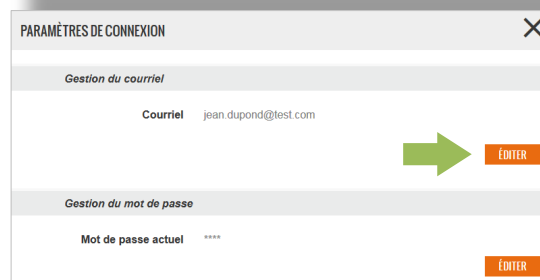 PARAMÈTRES DE CONNEXION
Gestion du courriel
Courriel jean.dupond@test.com
ÉDITER
Gestion du mot de passe
Mot de passe actuel ****
ÉDITER